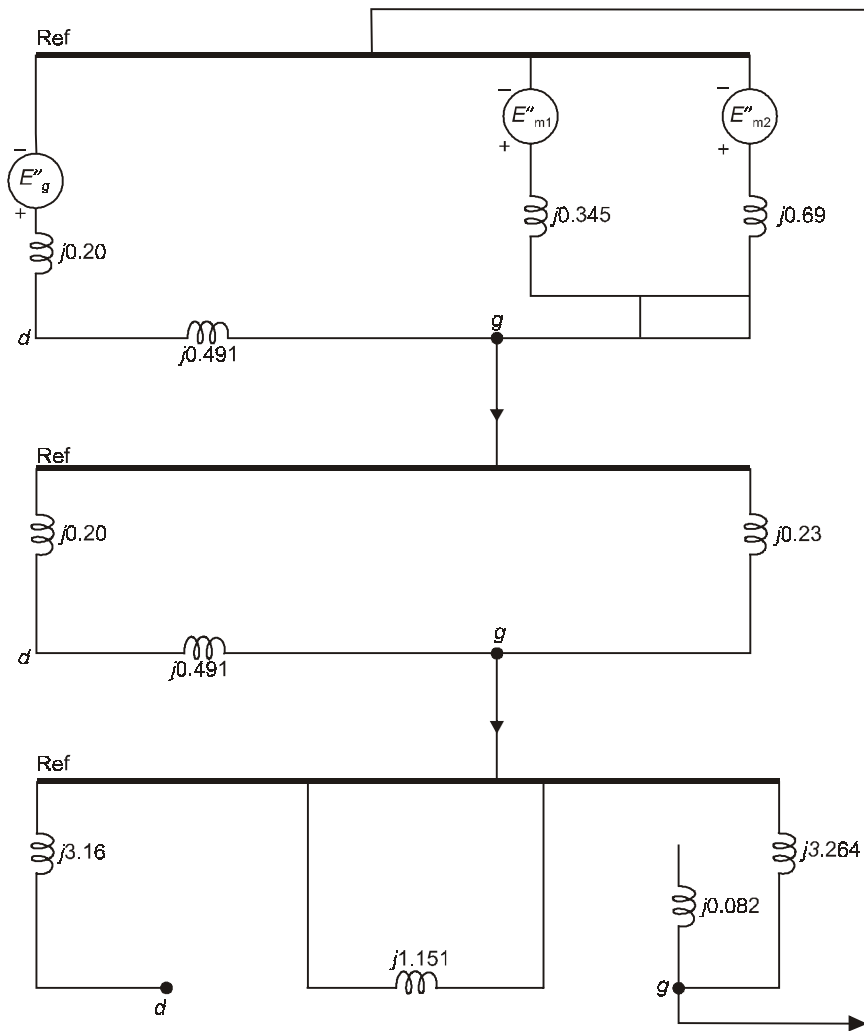 Ref
−
−
E″m1
E″m2
−
+
+
E″g
+
j0.345
j0.69
j0.20
g
d
j0.491
Ref
j0.20
j0.23
g
d
j0.491
Ref
j3.16
j3.264
j0.082
j1.151
g
d